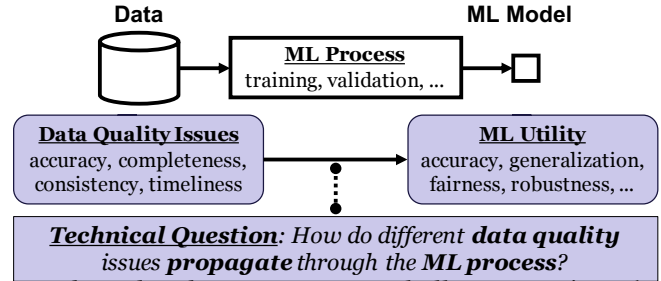 Data
ML Model
ML Process
training, validation, ...
Data Quality Issues
accuracy, completeness,
consistency, timeliness
ML Utility
accuracy, generalization,
fairness, robustness, ...
Technical Question: How do different data quality
issues propagate through the ML process?